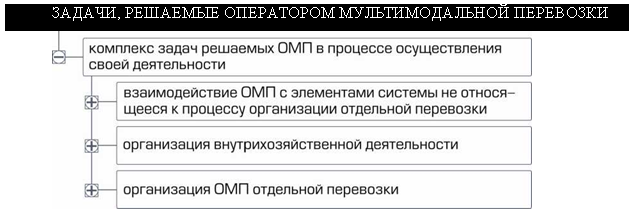 ЗАДАЧИ, РЕШАЕМЫЕ ОПЕРАТОРОМ МУЛЬТИМОДАЛЬНОЙ ПЕРЕВОЗКИ
комплекс задач решаемых ОМП в процессе осуществления
своей деятельности
взаимодействие ОМП с элементами системы не относя-
щееся к процессу организации отдельной перевозки
организация внутрихозяйственной деятельности
организация ОМП отдельной перевозки